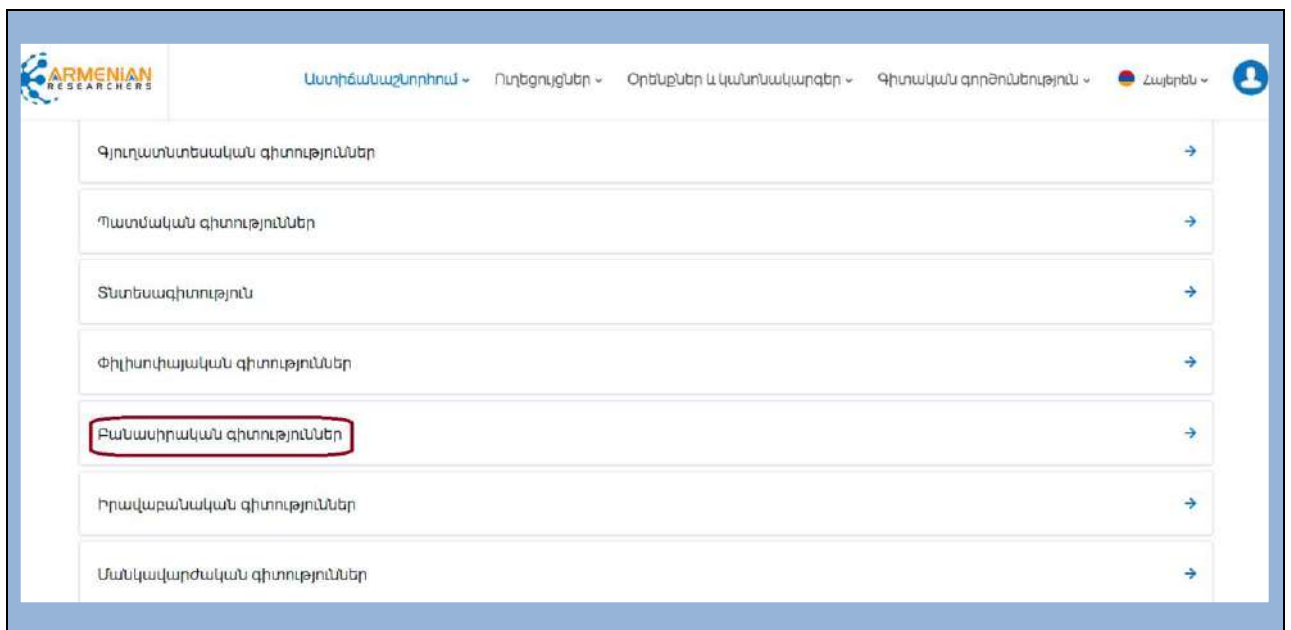 ARMENIAN
RESEARCHERS
Աստիճանաշնորհում Ուղեցույցներ Օրենքներ և կանոնակարգեր Գիտական գործունեություն Հայերեն
Գյուղատնտեսական գիտություններ
Պատմական գիտություններ
Տնտեսագիտություն
Փիլիսոփայական գիտություններ
Բանասիրական գիտություններ
Իրավաբանական գիտություններ
Մանկավարժական գիտություններ